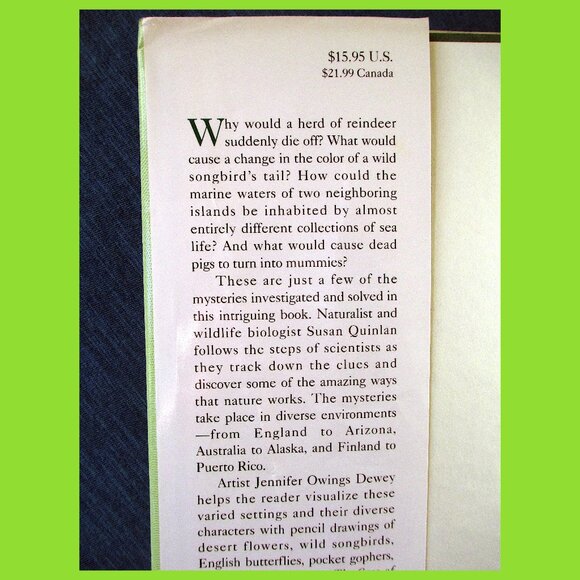 $15.95 U.S.
$21.99 Canada
Why would a herd of reindeer
suddenly die off? What would
cause a change in the color of a wild
songbird's tail? How could the
marine waters of two neighboring
islands be inhabited by almost
entirely different collections of sea
life? And what would cause dead
pigs to turn into mummies?
These are just a few of the
mysteries investigated and solved in
this intriguing book. Naturalist and
wildlife biologist Susan Quinlan
follows the steps of scientists as
they track down the clues and
discover some of the amazing ways
that nature works. The mysteries
take place in diverse environments
—from England to Arizona,
Australia to Alaska, and Finland to
Puerto Rico.
Artist Jennifer Owings Dewey
helps the reader visualize these
varied settings and their diverse
characters with pencil drawings of
desert flowers, wild songbirds,
English butterflies, pocket gophers,